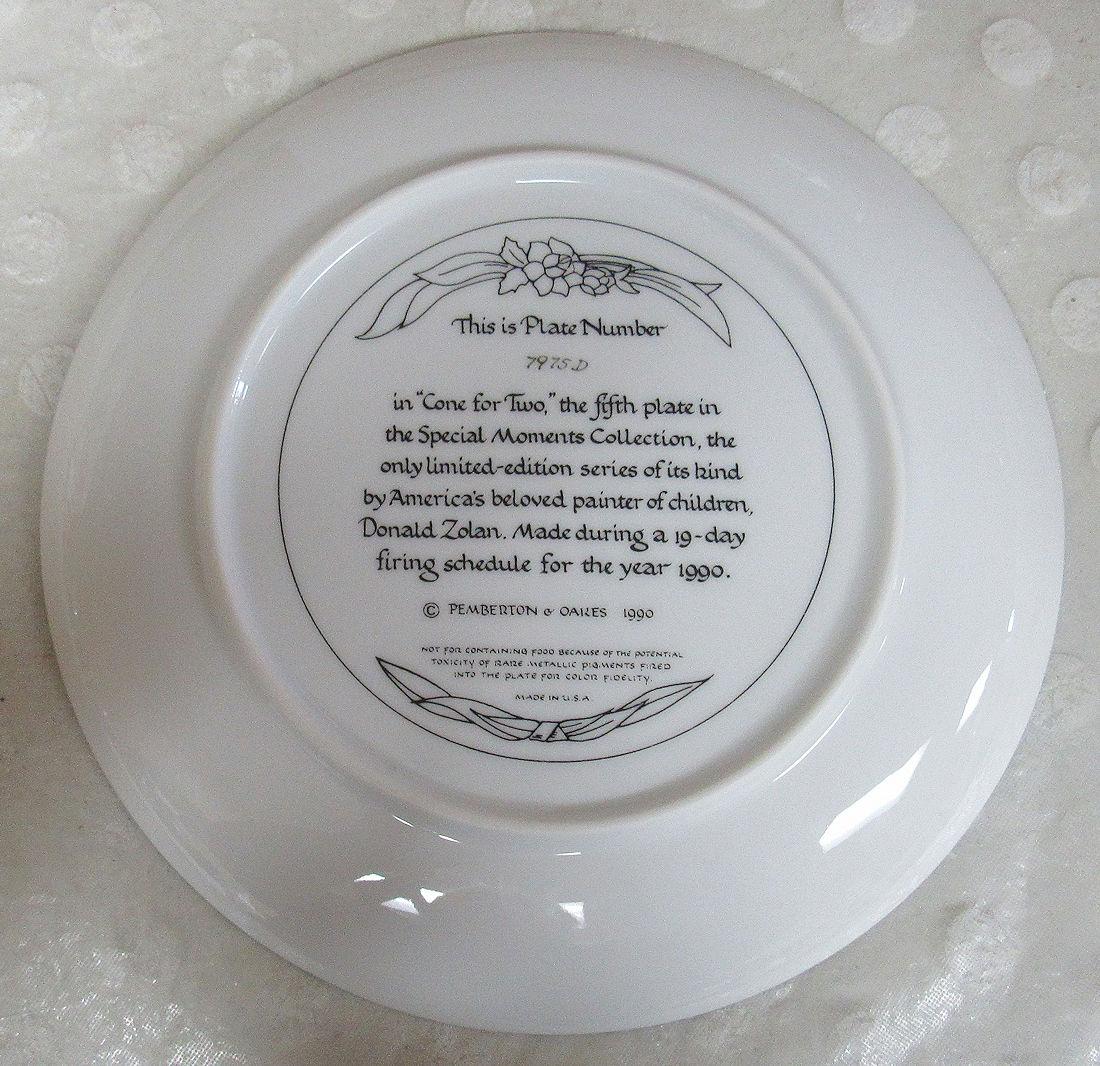 This is Plate Number
7975D
in "Cone for Two," the fifth plate in
the Special Moments Collection, the
only limited-edition series of its kind
by America's beloved painter of children,
Donald Zolan. Made during a 19-day
firing schedule for the year 1990.
© PEMBERTON & OAKES 1990
NOT FOR CONTAINING FOOD BECAUSE OF THE POTENTIAL
TOXICITY OF RARE METALLIC PIGMENTS FIRED
INTO THE PLATE FOR COLOR FIDELITY.
MADE IN U.S.A.